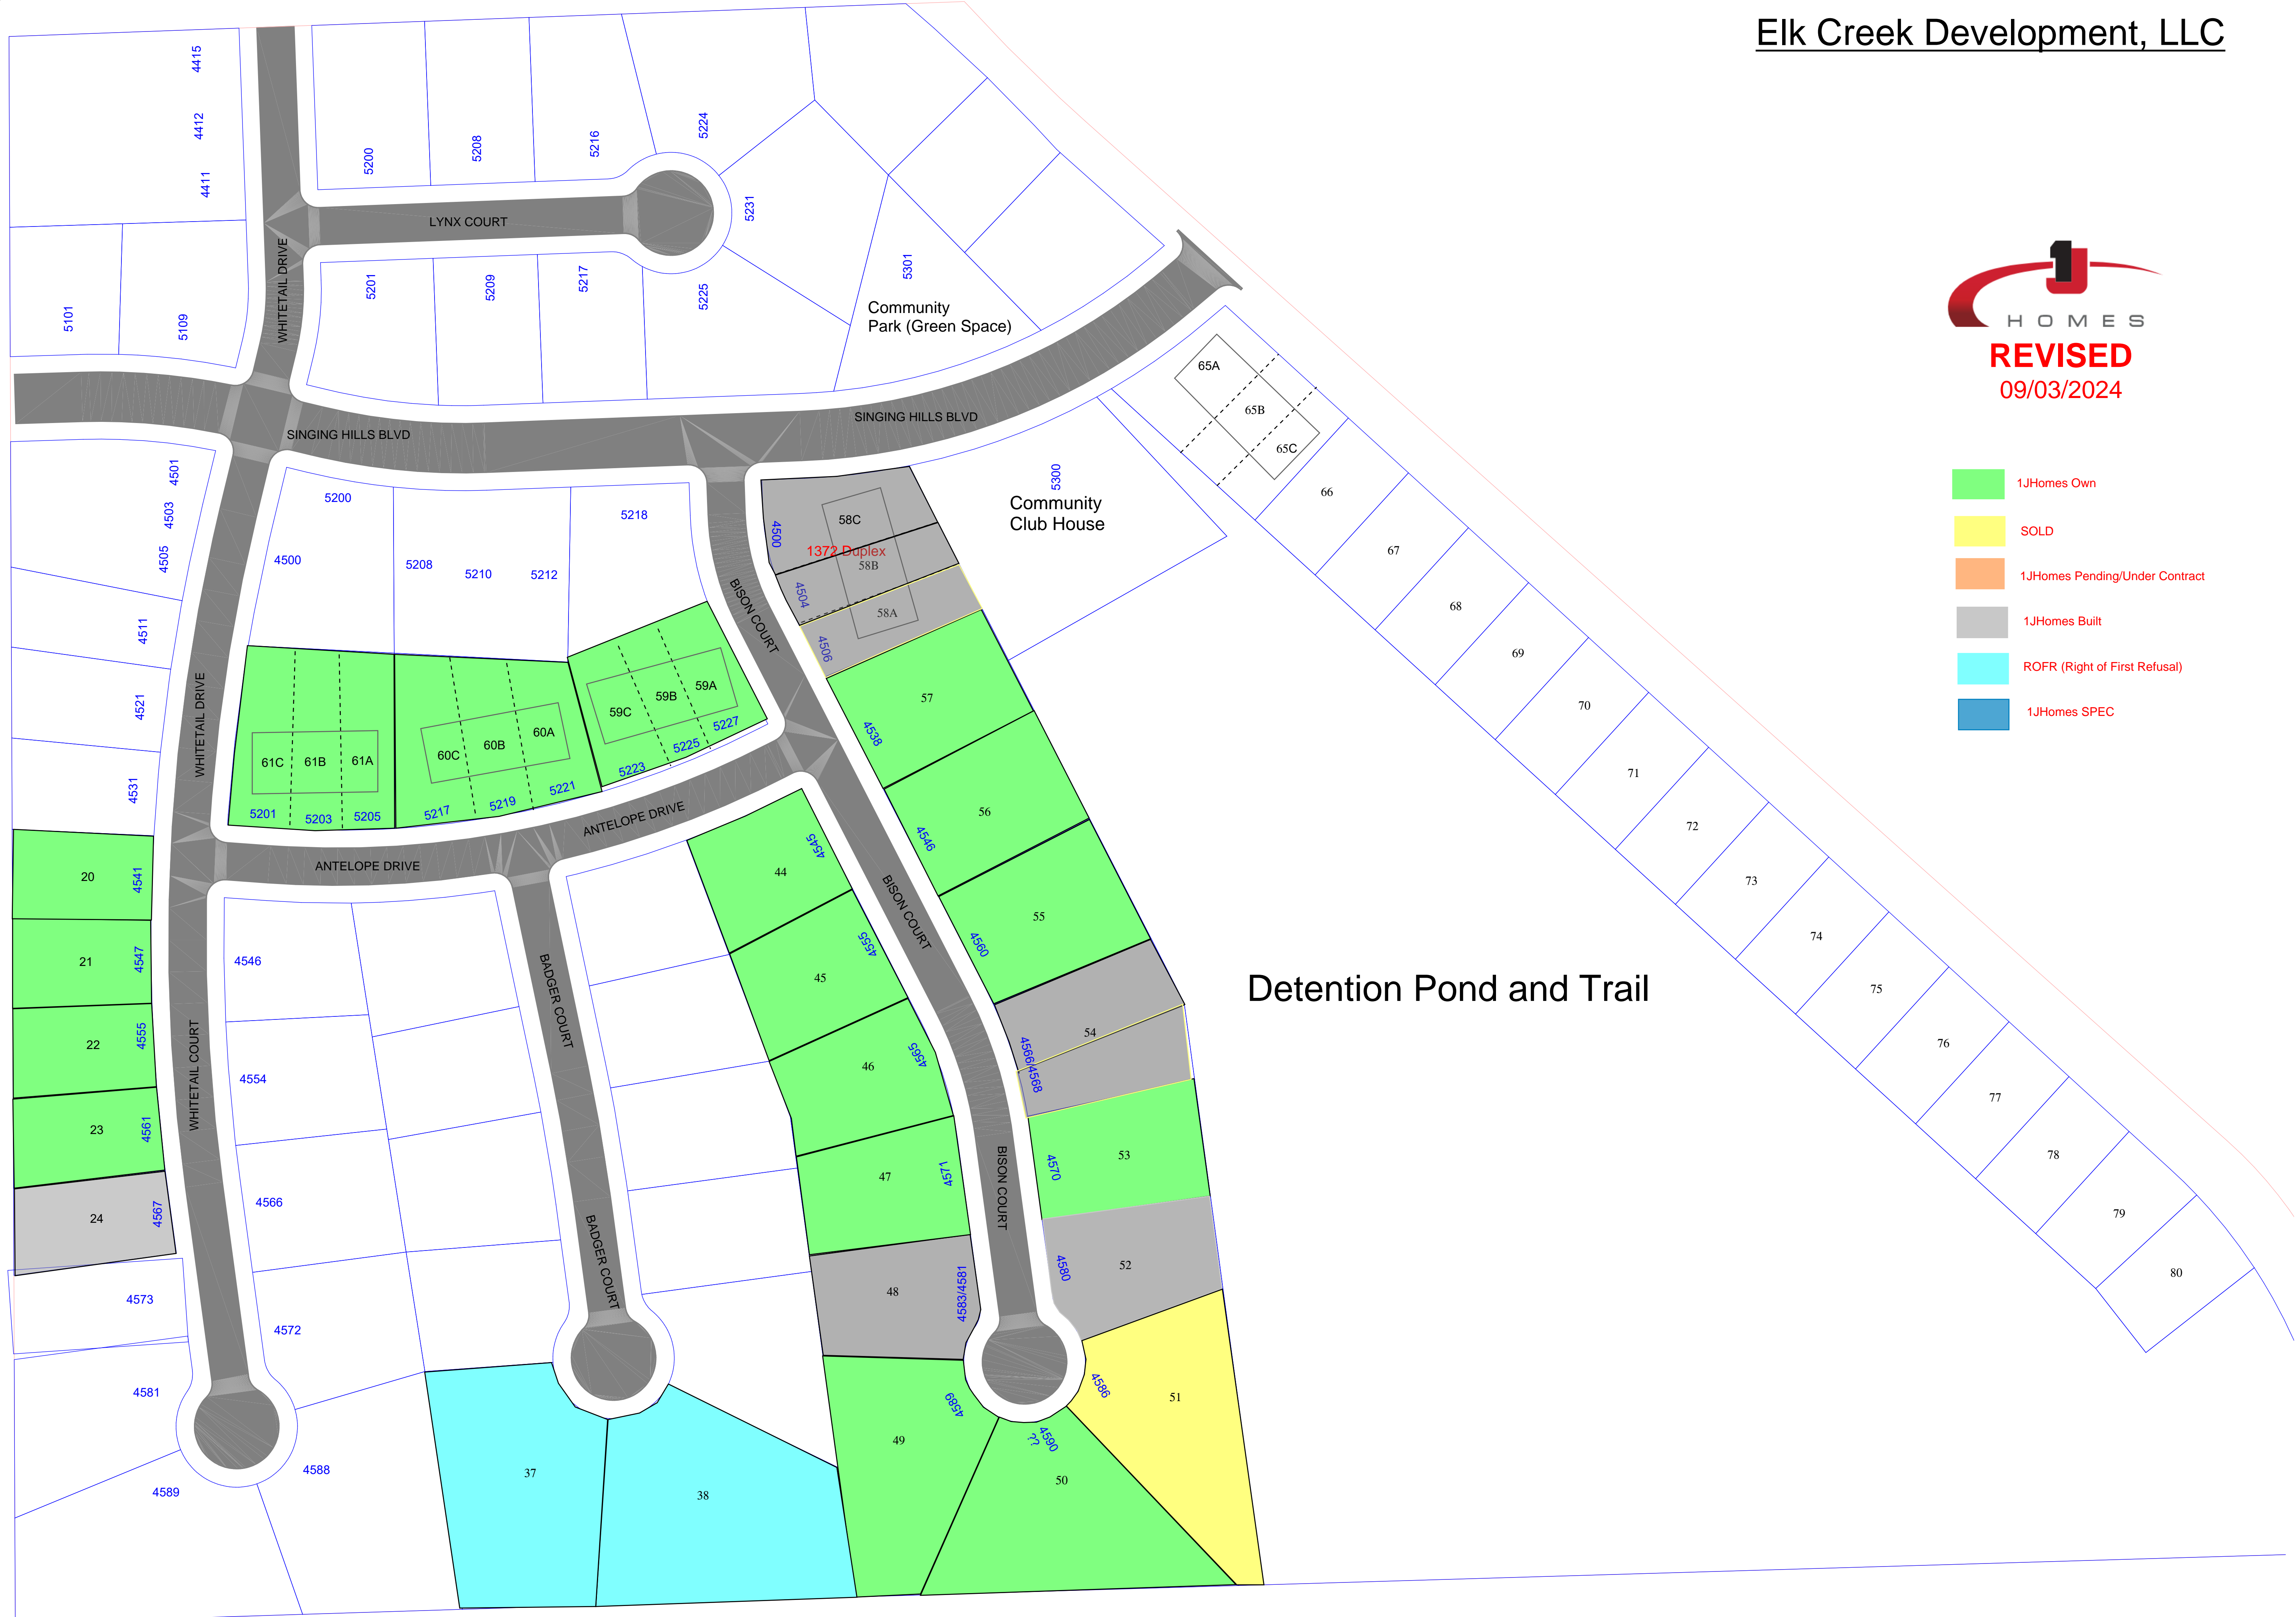 Elk Creek Development, LLC
1J
HOMES
REVISED
09/03/2024
1JHomes Own
SOLD
1JHomes Pending/Under Contract
1JHomes Built
ROFR (Right of First Refusal)
1JHomes SPEC
4415
4412
4411
5101
5109
WHITETAIL DRIVE
5200
5208
5216
5224
LYNX COURT
5231
5201
5209
5217
5225
5301
Community
Park (Green Space)
SINGING HILLS BLVD
SINGING HILLS BLVD
4501
4503
4505
4511
4521
4531
WHITETAIL DRIVE
5200
4500
5208
5210
5212
5218
BISON COURT
4500
58C
1372 Duplex
58B
4504
58A
4506
5300
Community
Club House
65A
65B
65C
66
67
68
69
70
71
72
73
74
75
76
77
78
79
80
61C
61B
61A
5201
5203
5205
60C
60B
60A
5217
5219
5221
59C
59B
59A
5223
5225
5227
ANTELOPE DRIVE
ANTELOPE DRIVE
20
4541
21
4547
22
4555
23
4561
24
4567
WHITETAIL COURT
4573
4581
4589
4588
4546
4554
4566
4572
BADGER COURT
BADGER COURT
44
4545
45
4555
46
4565
47
4571
48
4583/4581
49
4589
50
4590
??
51
4586
52
4580
53
4570
54
4566/4568
55
4560
56
4546
57
4538
BISON COURT
BISON COURT
37
38
Detention Pond and Trail